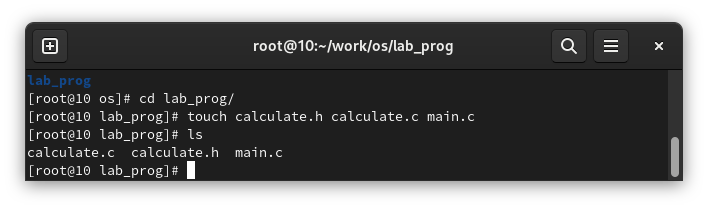 root@10:~/work/os/lab_prog
lab_prog
[root@10 os]# cd lab_prog/
[root@10 lab_prog]# touch calculate.h calculate.c main.c
[root@10 lab_prog]# ls
calculate.c  calculate.h  main.c
[root@10 lab_prog]#